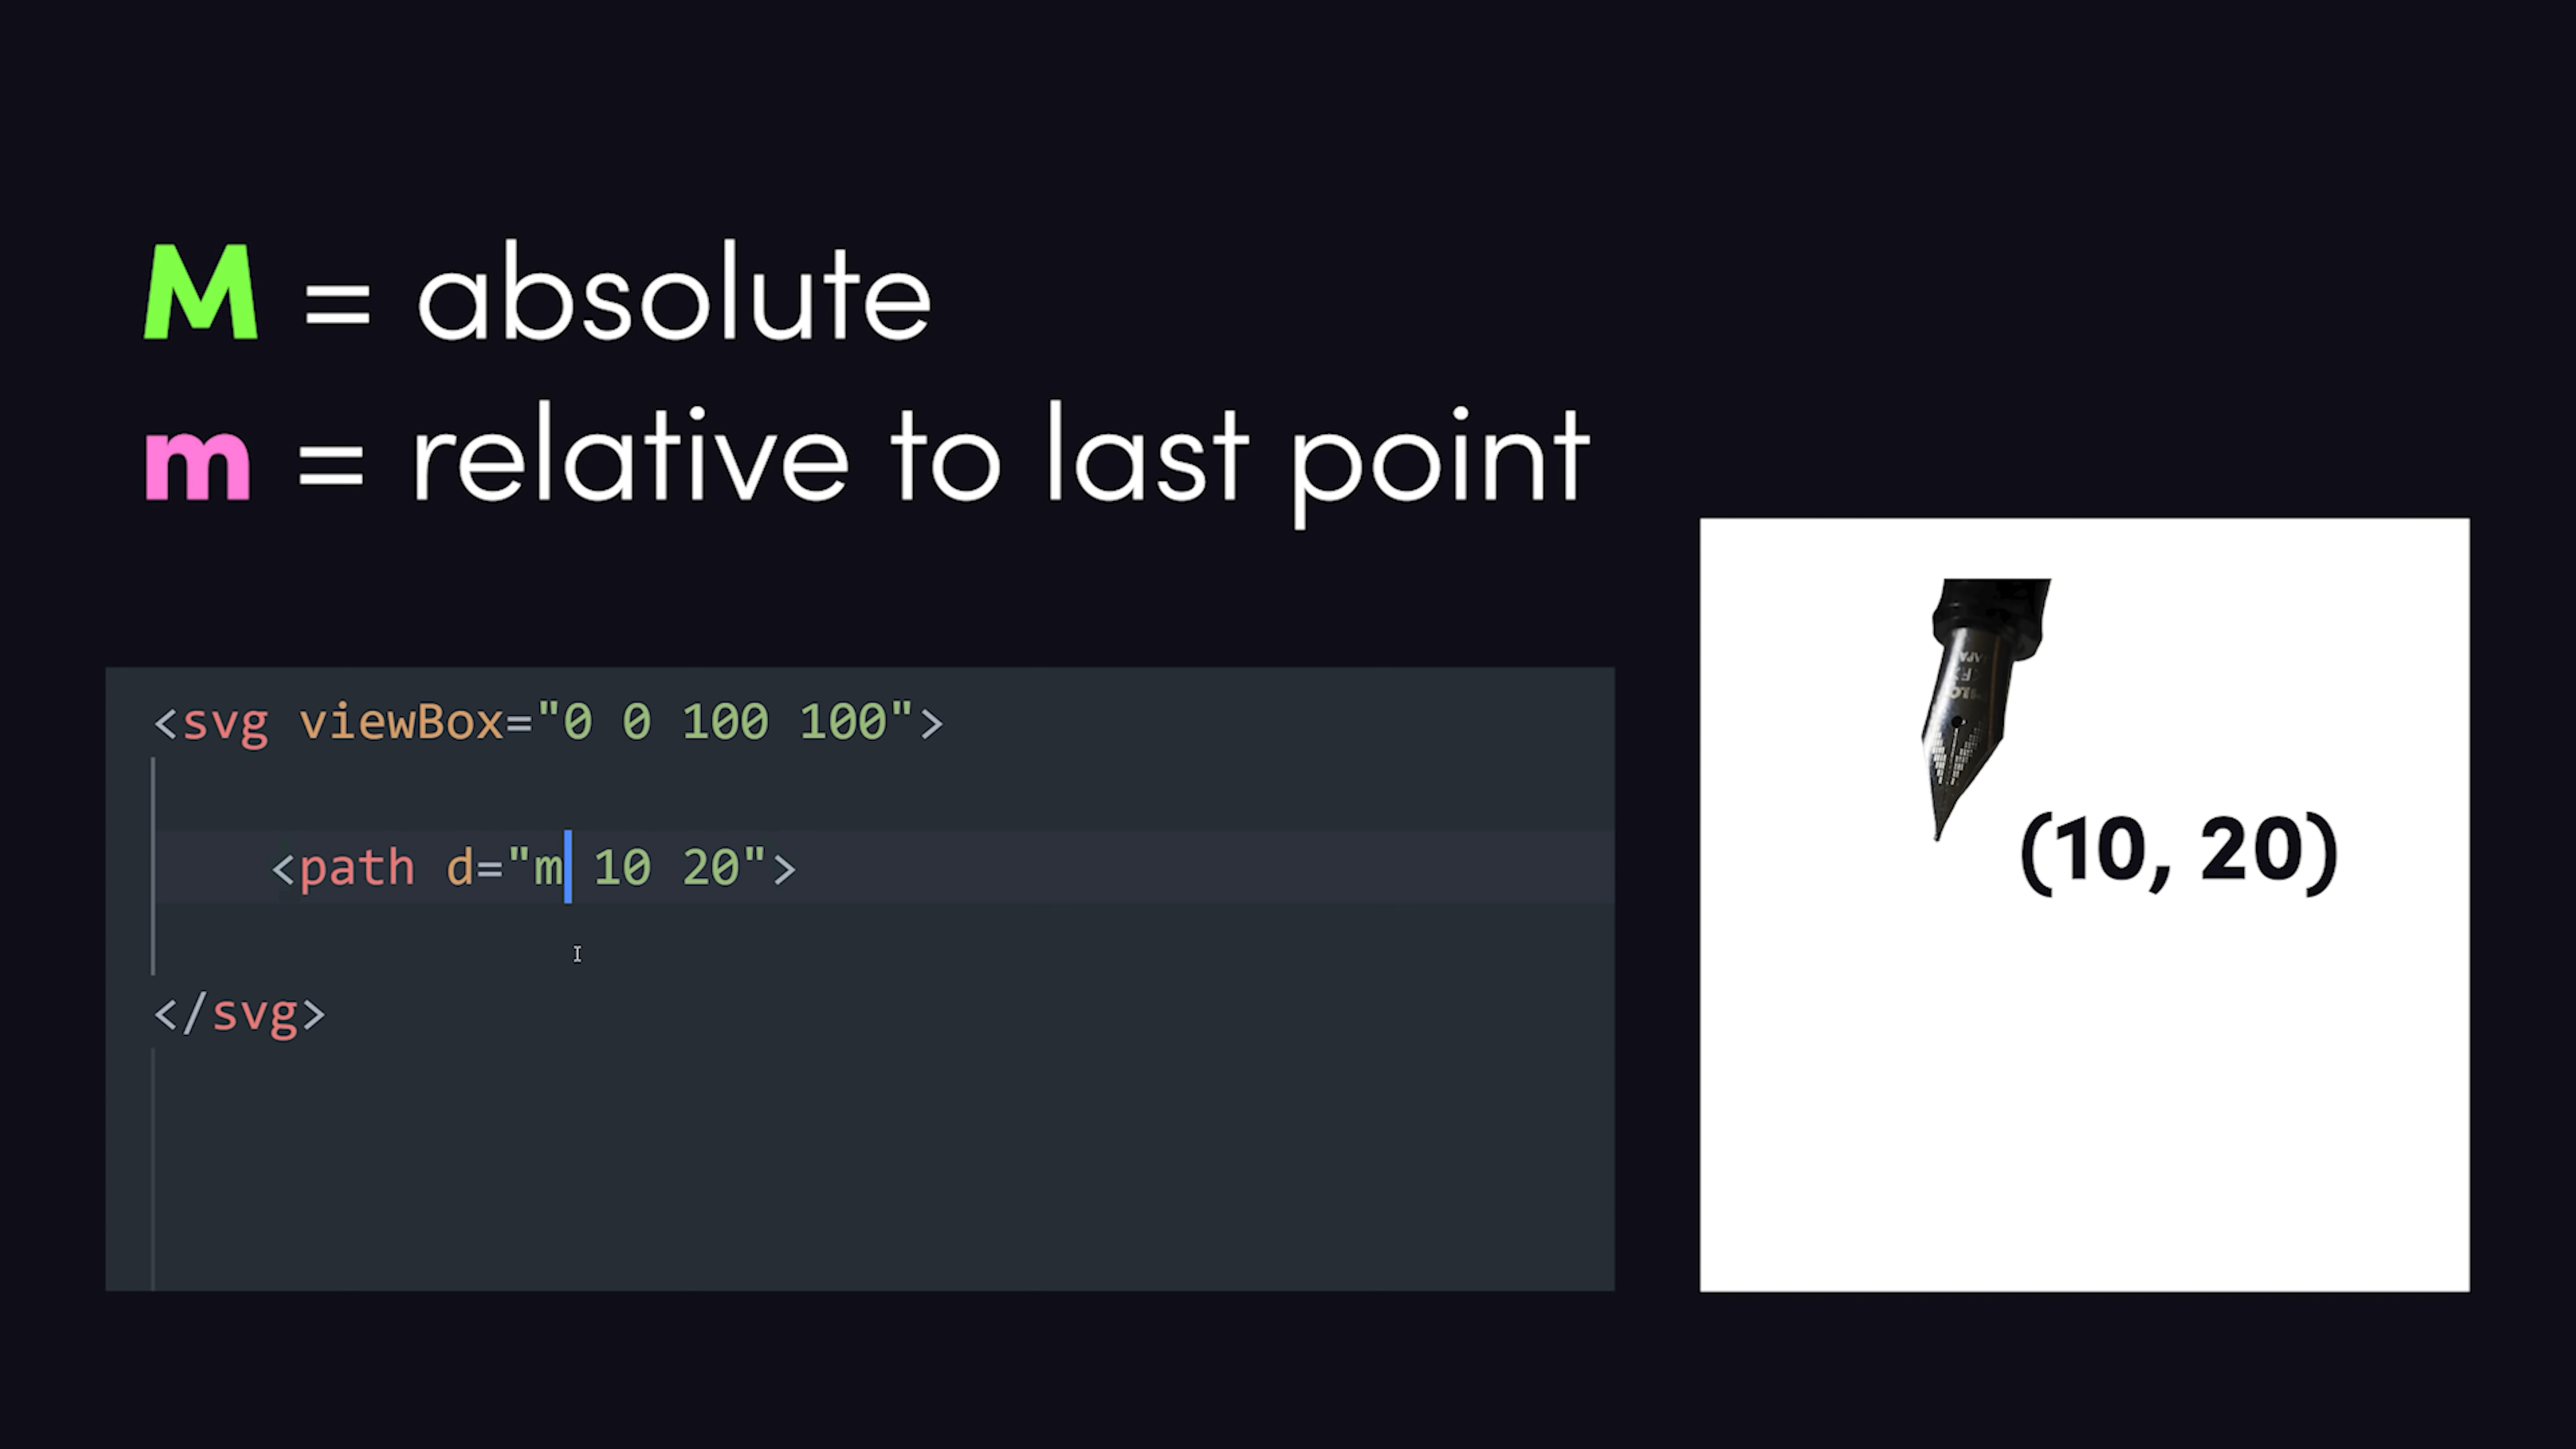 M = absolute
m = relative to last point
<svg viewBox="0 0 100 100">
<path d="m 10 20">
</svg>
(10, 20)